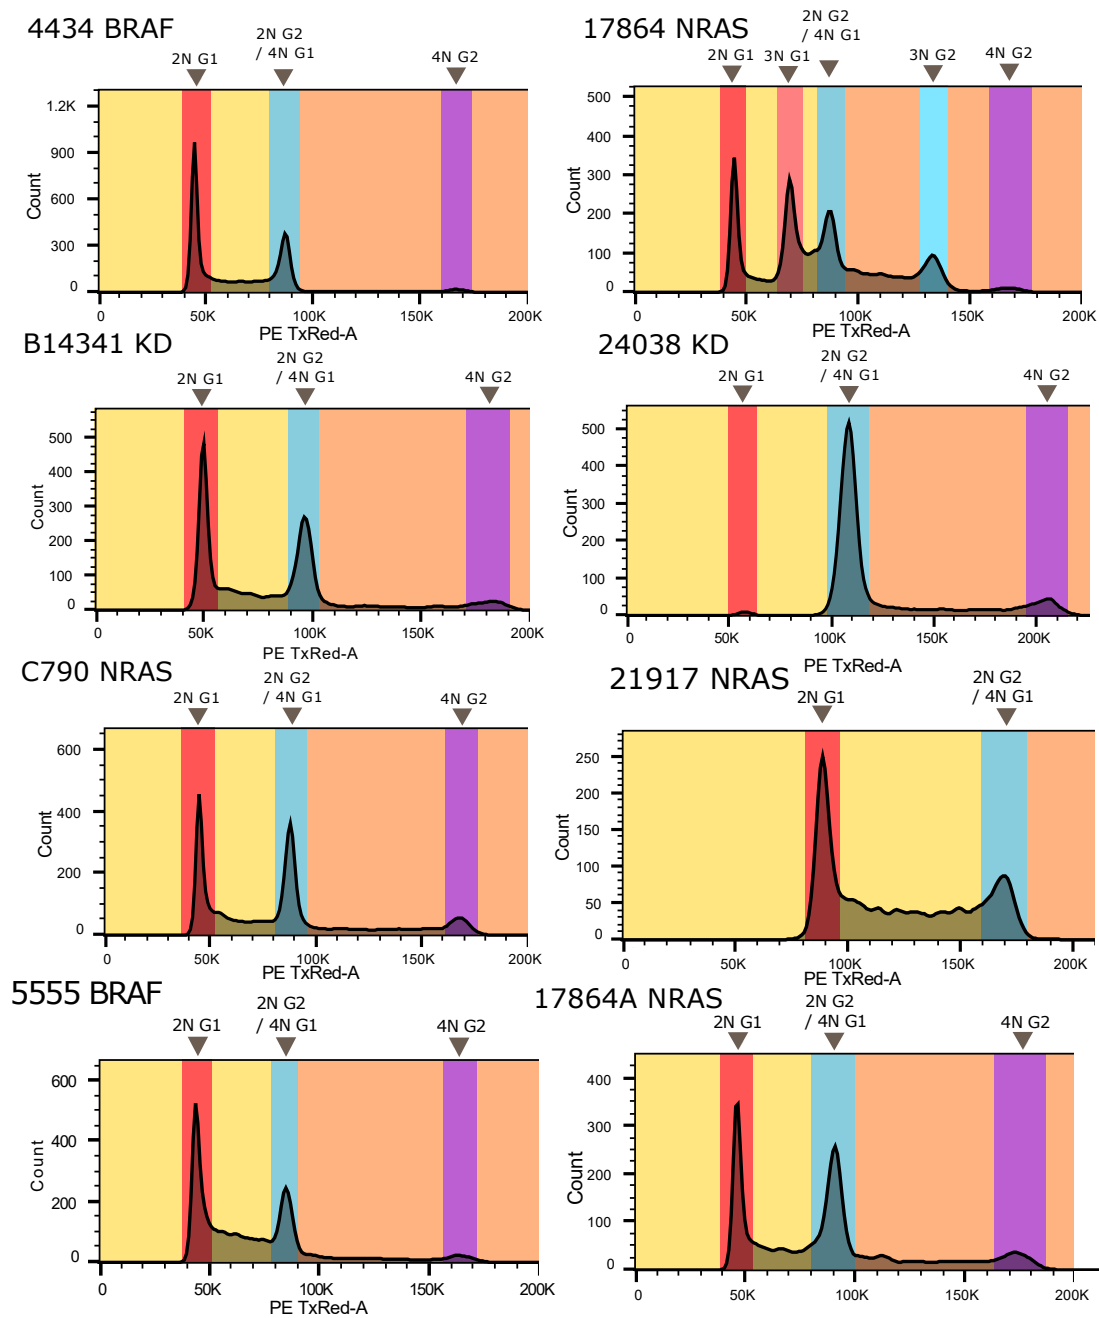 4434 BRAF
2N G1
2N G2
/ 4N G1
4N G2
1.2K
900
600
300
0
Count
0
50K
100K
150K
200K
PE TxRed-A
17864 NRAS
2N G1
3N G1
2N G2
/ 4N G1
3N G2
4N G2
500
400
300
200
100
0
Count
0
50K
100K
150K
200K
PE TxRed-A
B14341 KD
2N G1
2N G2
/ 4N G1
4N G2
500
400
300
200
100
0
Count
0
50K
100K
150K
200K
PE TxRed-A
24038 KD
2N G1
2N G2
/ 4N G1
4N G2
500
400
300
200
100
0
Count
0
50K
100K
150K
200K
PE TxRed-A
C790 NRAS
2N G1
2N G2
/ 4N G1
4N G2
600
400
200
0
Count
0
50K
100K
150K
200K
PE TxRed-A
21917 NRAS
2N G1
2N G2
/ 4N G1
250
200
150
100
50
0
Count
0
50K
100K
150K
200K
PE TxRed-A
5555 BRAF
2N G1
2N G2
/ 4N G1
4N G2
600
400
200
0
Count
0
50K
100K
150K
200K
PE TxRed-A
17864A NRAS
2N G1
2N G2
/ 4N G1
4N G2
400
300
200
100
0
Count
0
50K
100K
150K
200K